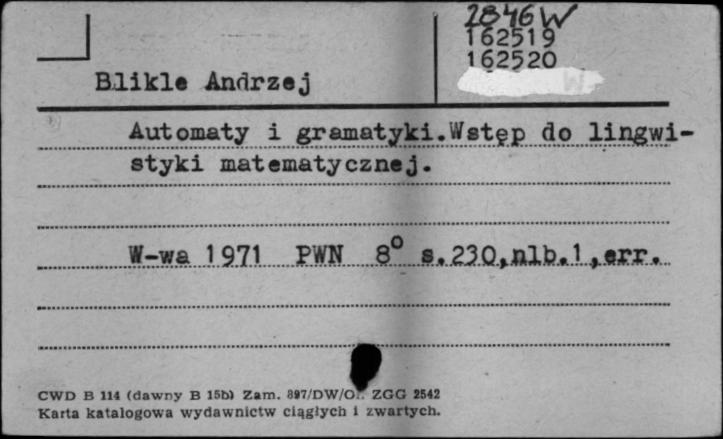 2846W
162519
162520
W
Blikle Andrzej
Automaty i gramatyki.Wstęp do lingwi-
styki matematycznej.
W-wa 1971 PWN 8° s.230,nlb.1,err.
CWD B 114 (dawny B 15b) Zam. 897/DW/O ZGG 2542
Karta katalogowa wydawnictw ciągłych i zwartych.